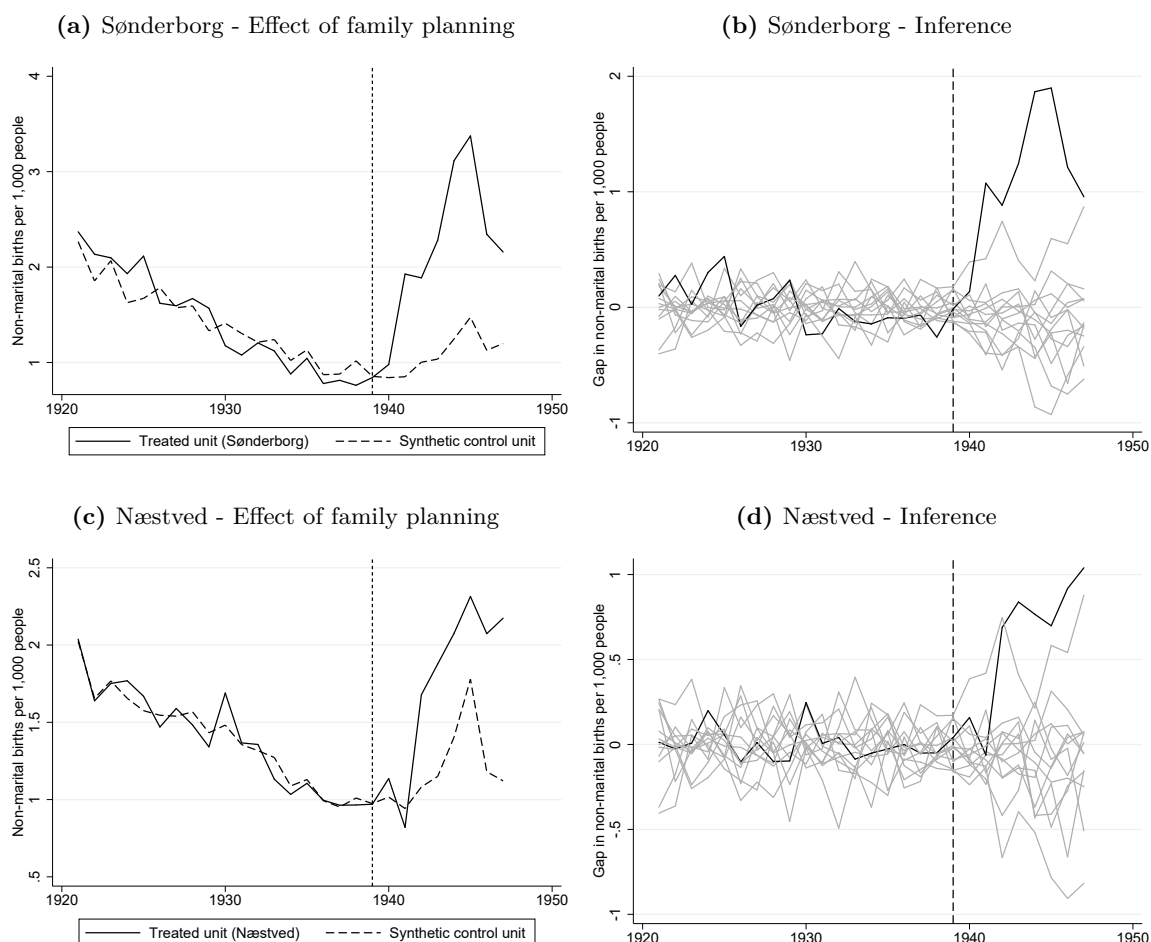 (a) Sønderborg - Effect of family planning
Non-marital births per 1,000 people
4
3
2
1
1920 1930 1940 1950
Treated unit (Sønderborg) Synthetic control unit
(b) Sønderborg - Inference
Gap in non-marital births per 1,000 people
2
1
0
-1
1920 1930 1940 1950
(c) Næstved - Effect of family planning
Non-marital births per 1,000 people
2.5
2
1.5
1
.5
1920 1930 1940 1950
Treated unit (Næstved) Synthetic control unit
(d) Næstved - Inference
Gap in non-marital births per 1,000 people
1
.5
0
-.5
-1
1920 1930 1940 1950